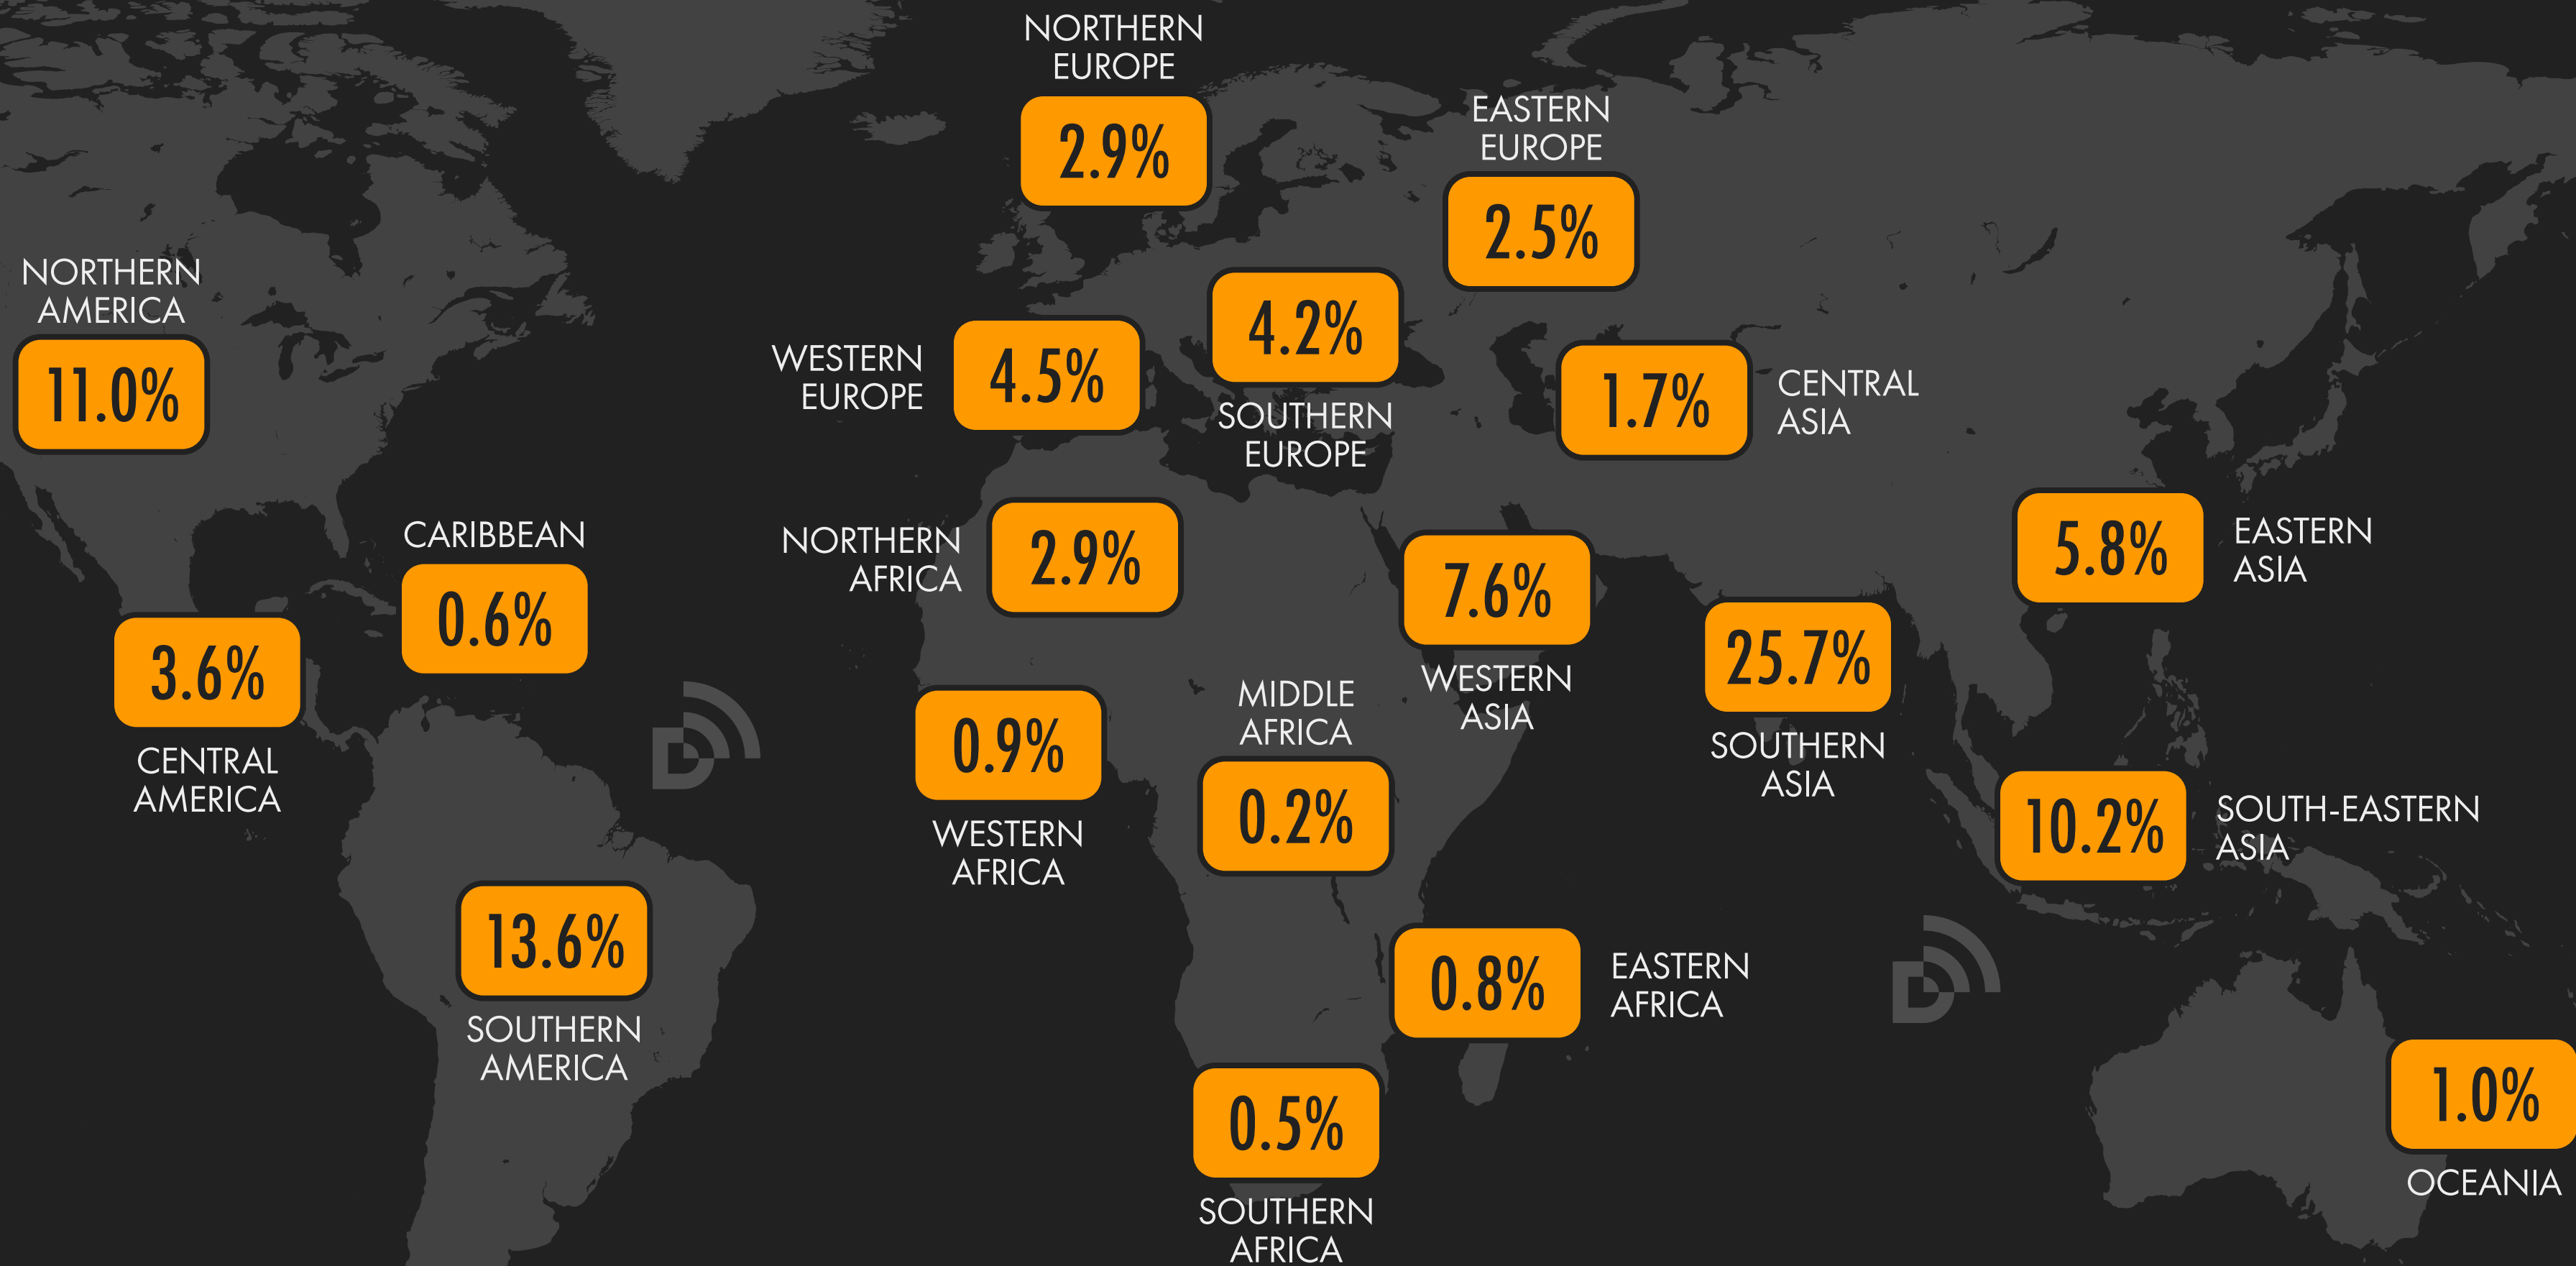 NORTHERN
EUROPE
2.9%
EASTERN
EUROPE
2.5%
NORTHERN
AMERICA
11.0%
WESTERN
EUROPE
4.5%
4.2%
SOUTHERN
EUROPE
1.7%
CENTRAL
ASIA
CARIBBEAN
0.6%
NORTHERN
AFRICA
2.9%
7.6%
WESTERN
ASIA
5.8%
EASTERN
ASIA
3.6%
CENTRAL
AMERICA
25.7%
SOUTHERN
ASIA
0.9%
WESTERN
AFRICA
MIDDLE
AFRICA
0.2%
10.2%
SOUTH-EASTERN
ASIA
13.6%
SOUTHERN
AMERICA
0.8%
EASTERN
AFRICA
0.5%
SOUTHERN
AFRICA
1.0%
OCEANIA